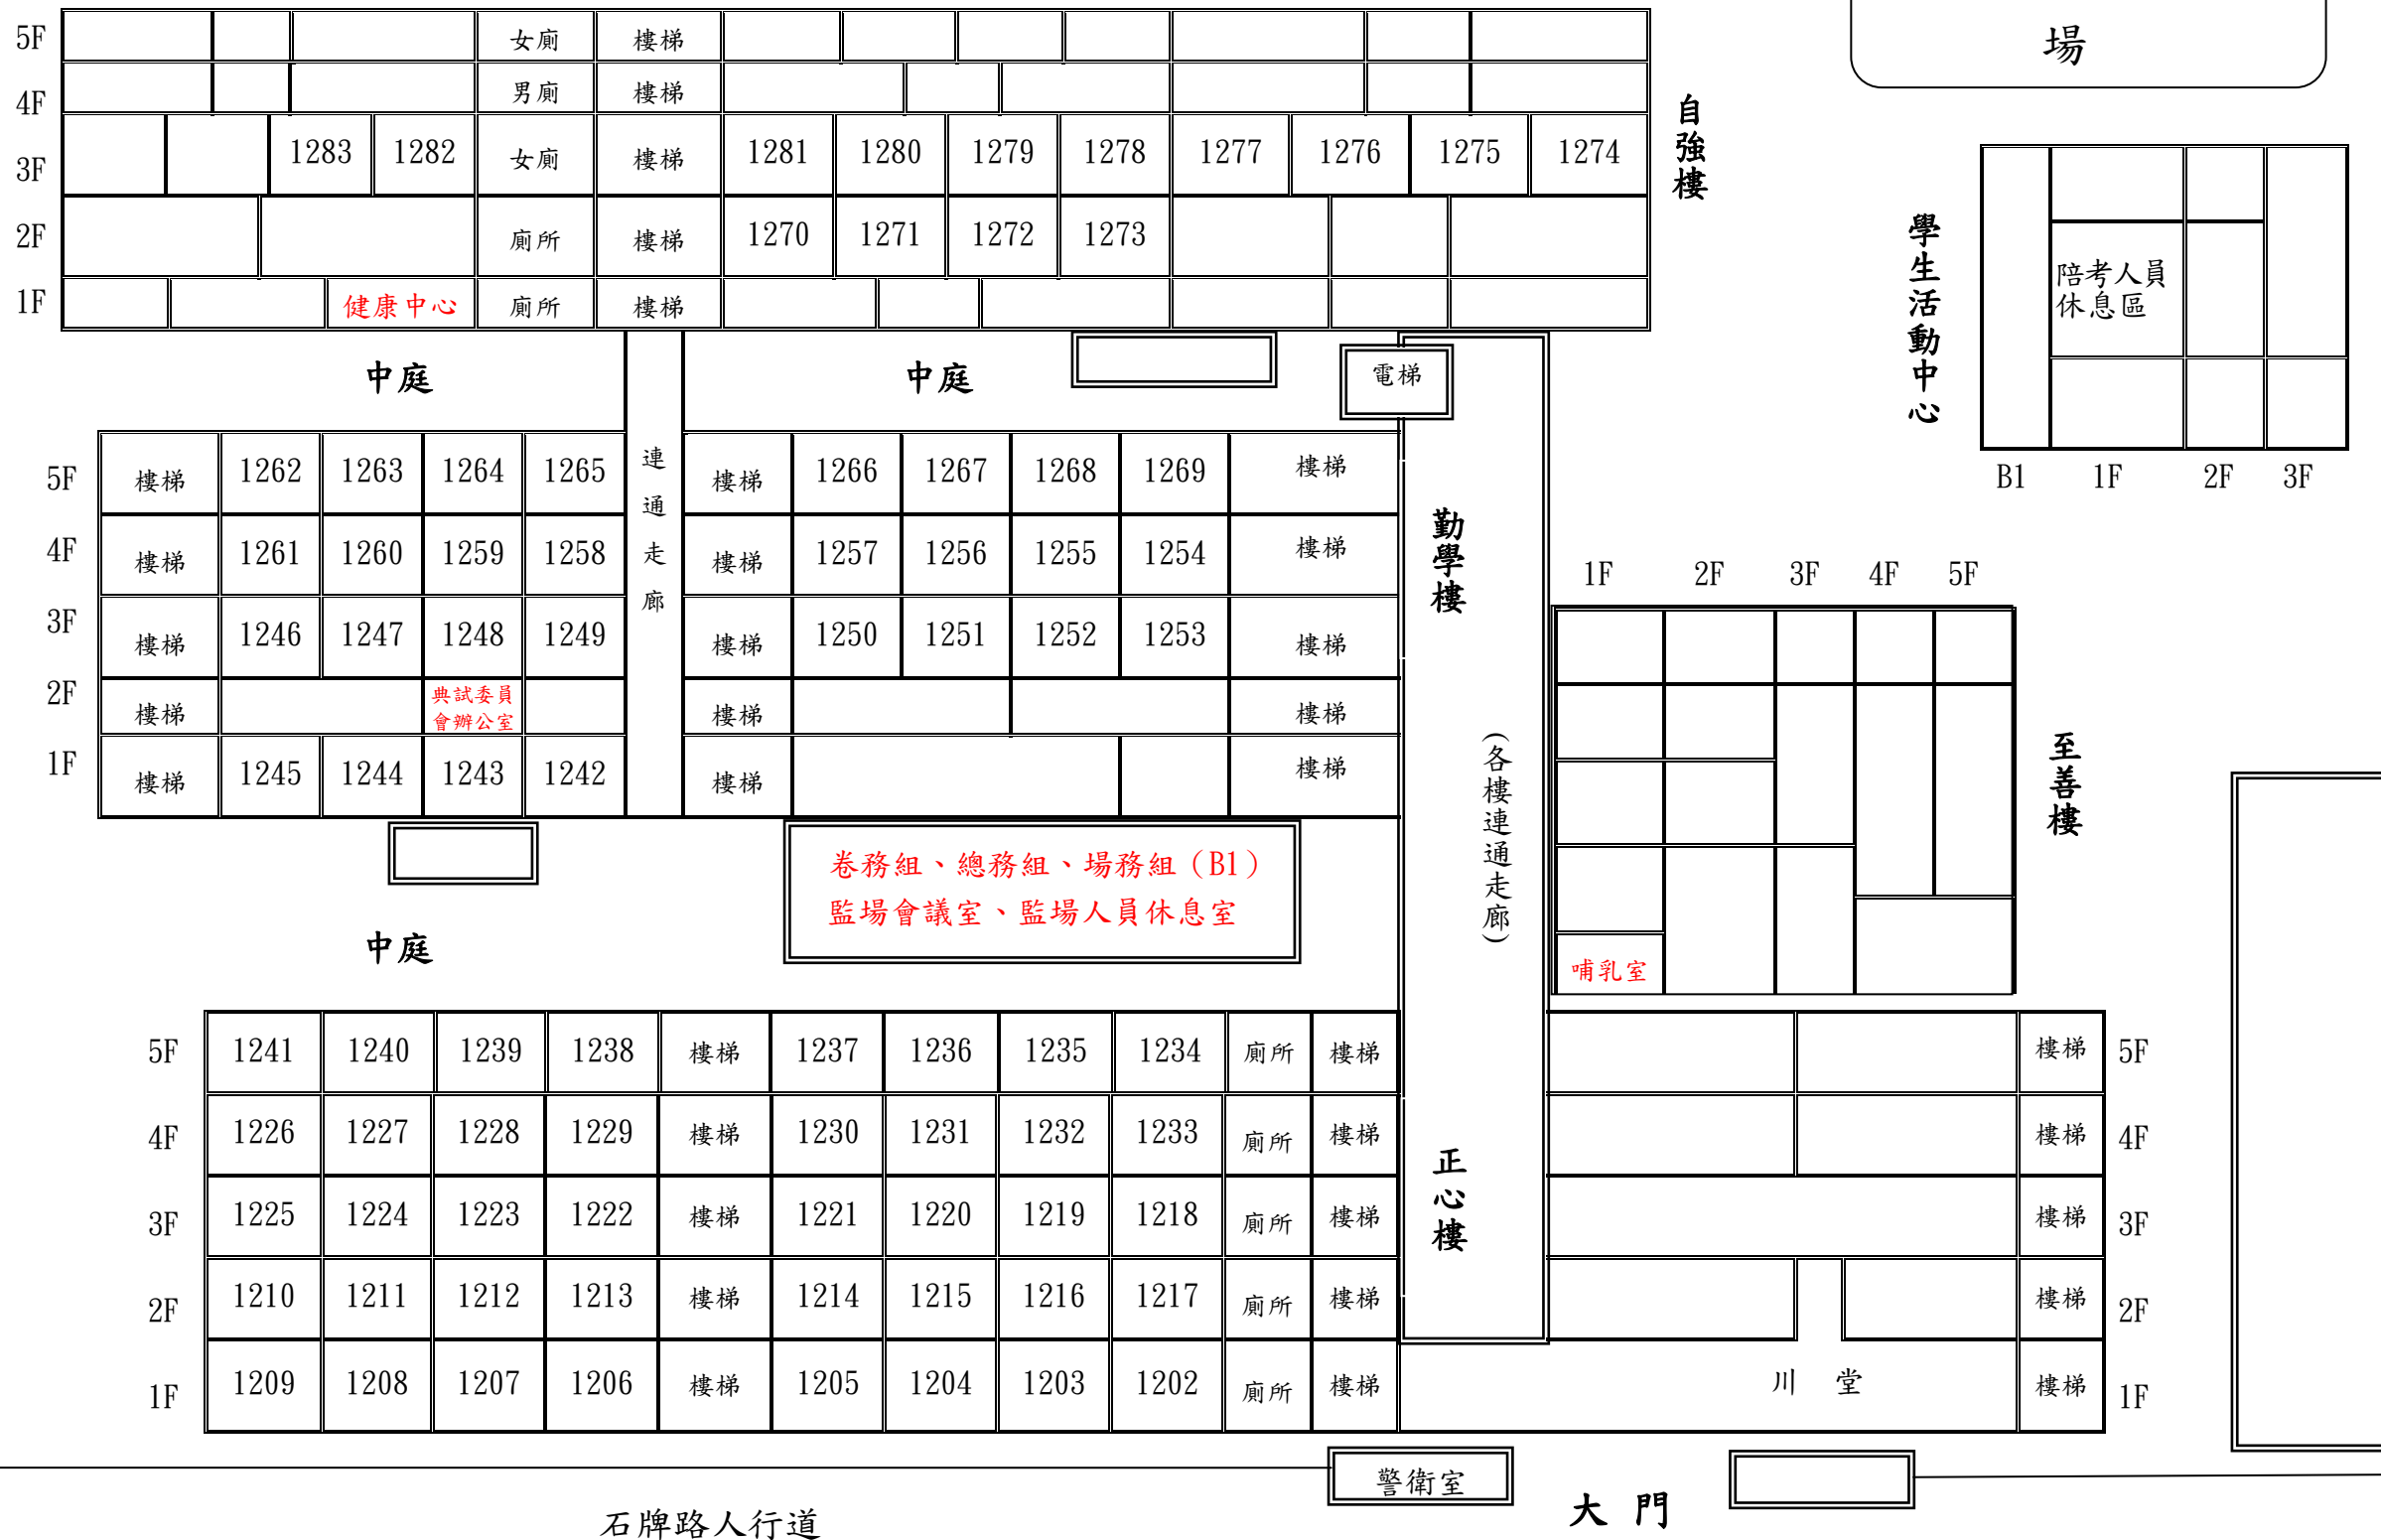 場
5F 女廁 樓梯
4F 男廁 樓梯
3F 1283 1282 女廁 樓梯 1281 1280 1279 1278 1277 1276 1275 1274
2F 廁所 樓梯 1270 1271 1272 1273
1F 健康中心 廁所 樓梯
自強樓
學生活動中心
陪考人員
休息區
B1 1F 2F 3F
中庭 中庭
電梯
5F 樓梯 1262 1263 1264 1265 樓梯 1266 1267 1268 1269 樓梯
4F 樓梯 1261 1260 1259 1258 樓梯 1257 1256 1255 1254 樓梯
3F 樓梯 1246 1247 1248 1249 樓梯 1250 1251 1252 1253 樓梯
2F 樓梯 典試委員
會辦公室 樓梯 樓梯
1F 樓梯 1245 1244 1243 1242 樓梯 樓梯
連通走廊
勤學樓
(各樓連通走廊)
1F 2F 3F 4F 5F
哺乳室
至善樓
卷務組、總務組、場務組（B1）
監場會議室、監場人員休息室
中庭
5F 1241 1240 1239 1238 樓梯 1237 1236 1235 1234 廁所 樓梯 樓梯 5F
4F 1226 1227 1228 1229 樓梯 1230 1231 1232 1233 廁所 樓梯 樓梯 4F
3F 1225 1224 1223 1222 樓梯 1221 1220 1219 1218 廁所 樓梯 樓梯 3F
2F 1210 1211 1212 1213 樓梯 1214 1215 1216 1217 廁所 樓梯 樓梯 2F
1F 1209 1208 1207 1206 樓梯 1205 1204 1203 1202 廁所 樓梯 川堂 樓梯 1F
正心樓
警衛室
大門
石牌路人行道